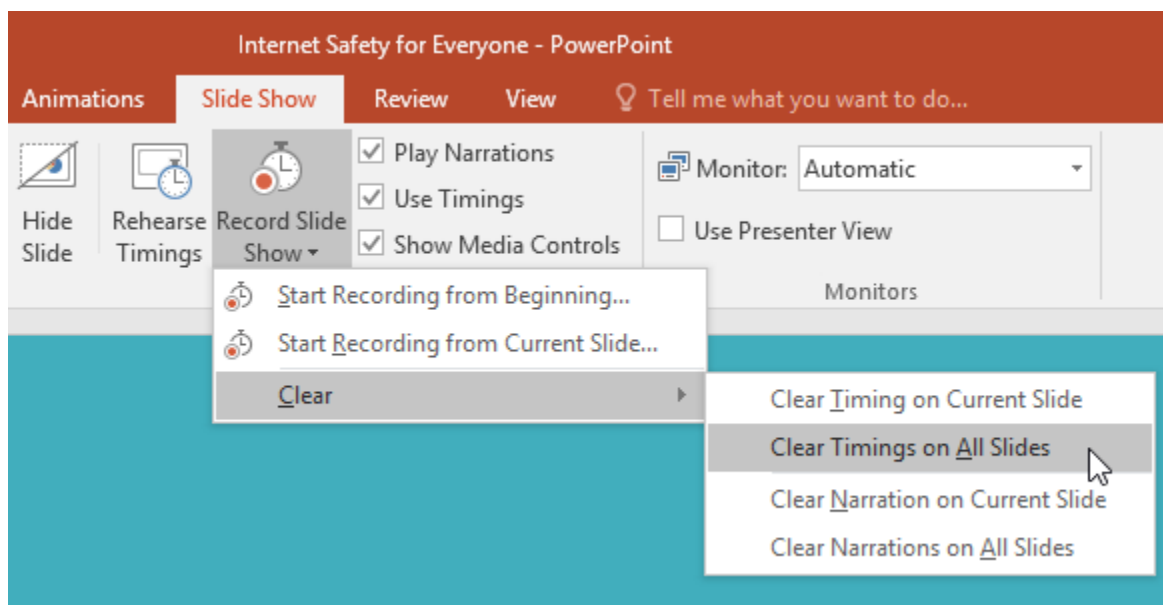 Internet Safety for Everyone - PowerPoint
Animations Slide Show Review View Tell me what you want to do...
Hide
Slide
Rehearse
Timings
Record Slide
Show
Play Narrations
Use Timings
Show Media Controls
Monitor: Automatic
Use Presenter View
Monitors
Start Recording from Beginning...
Start Recording from Current Slide...
Clear
Clear Timing on Current Slide
Clear Timings on All Slides
Clear Narration on Current Slide
Clear Narrations on All Slides